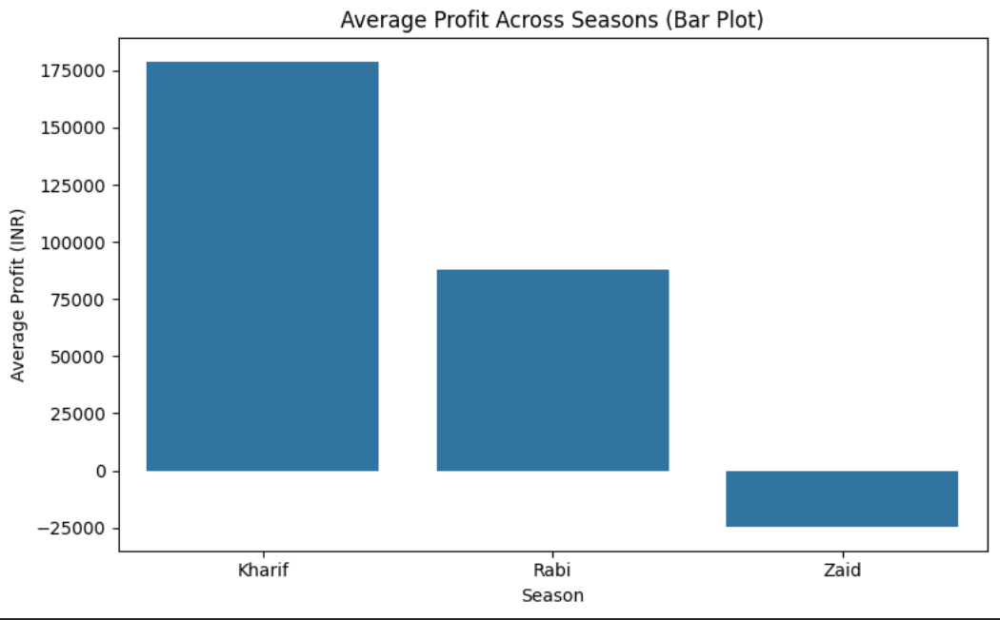 Average Profit Across Seasons (Bar Plot)
Average Profit (INR)
175000
150000
125000
100000
75000
50000
25000
0
−25000
Kharif Rabi Zaid
Season